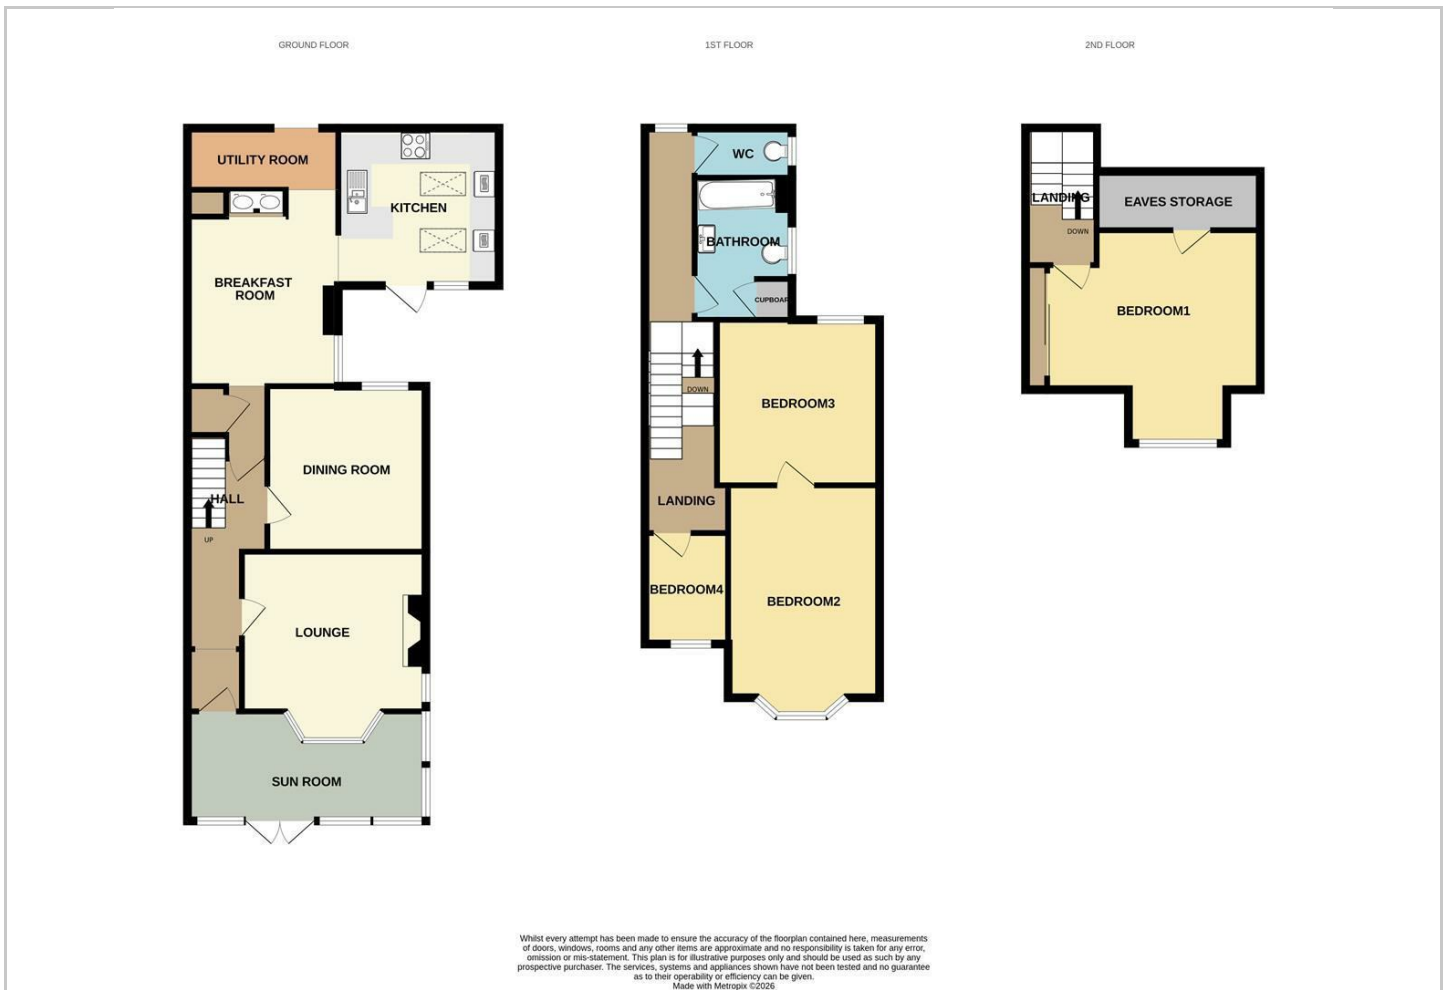 GROUND FLOOR
1ST FLOOR
2ND FLOOR
UTILITY ROOM
KITCHEN
BREAKFAST
ROOM
DINING ROOM
HALL
UP
LOUNGE
SUN ROOM
WC
BATHROOM
CUPBOAR
DOWN
BEDROOM3
LANDING
BEDROOM4
BEDROOM2
LANDING
DOWN
EAVES STORAGE
BEDROOM1
Whilst every attempt has been made to ensure the accuracy of the floorplan contained here, measurements
of doors, windows, rooms and any other items are approximate and no responsibility is taken for any error,
omission or mis-statement. This plan is for illustrative purposes only and should be used as such by any
prospective purchaser. The services, systems and appliances shown have not been tested and no guarantee
as to their operability or efficiency can be given.
Made with Metropix ©2026